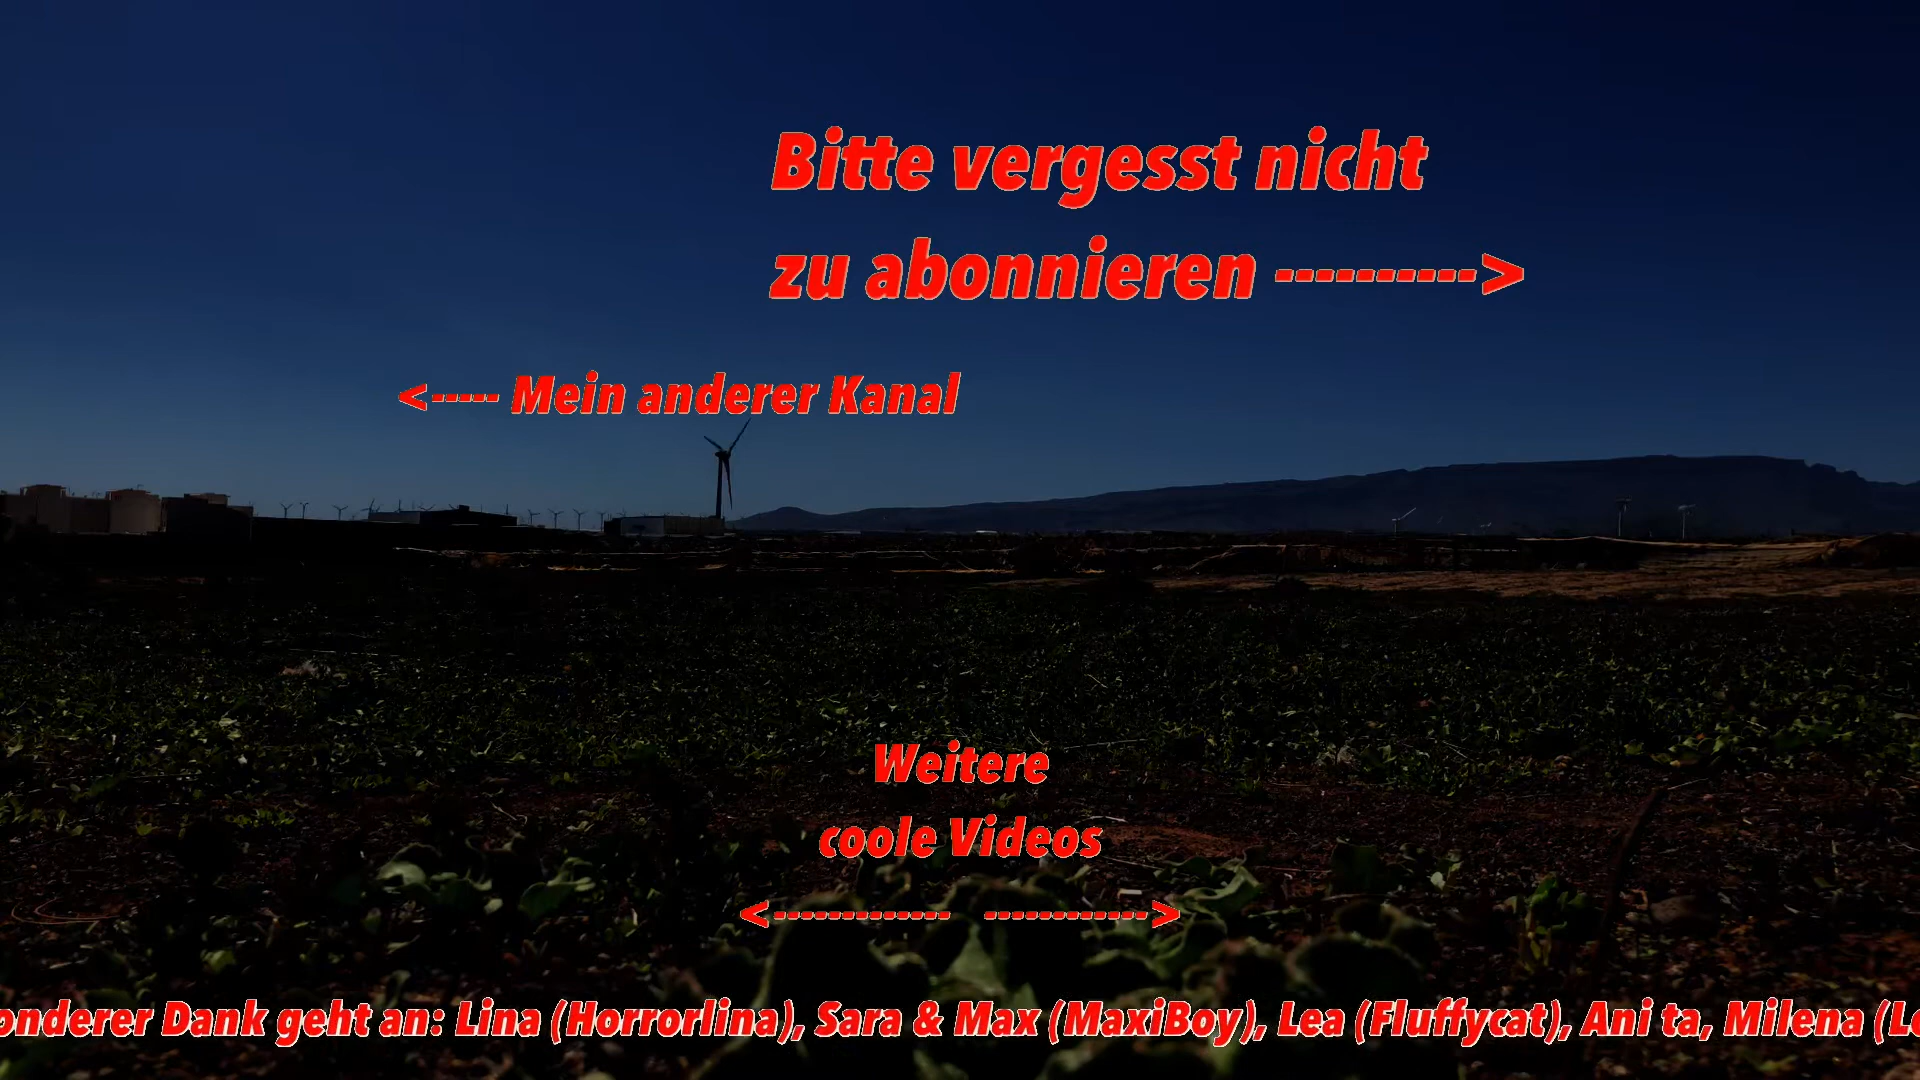 Bitte vergesst nicht
zu abonnieren ---------->
<----- Mein anderer Kanal
Weitere
coole Videos
<------------- ------------>
Dank geht an: Lina (Horrorlina), Sara & Max (MaxiBoy), Lea (Fluffycat), Ani ta, Milena